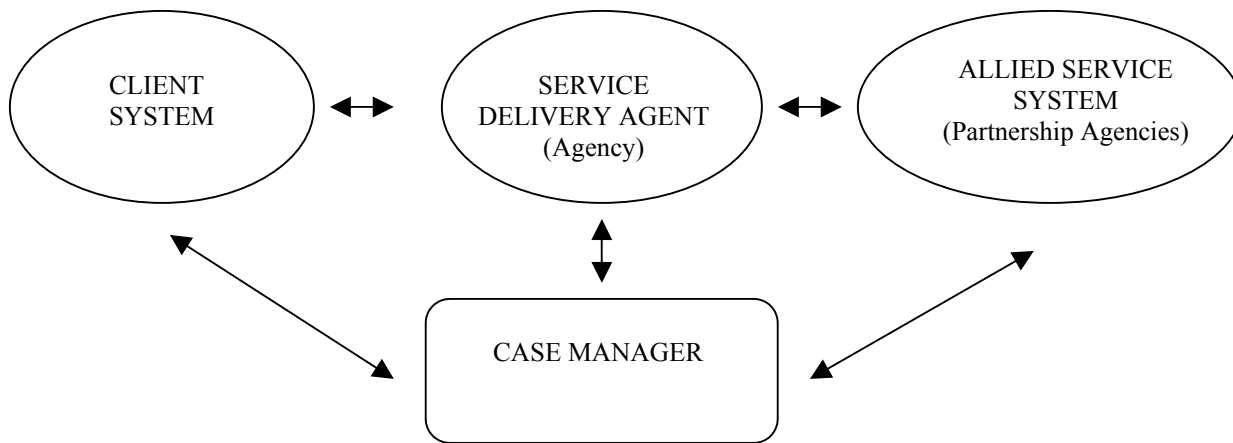 CLIENT
SYSTEM
SERVICE
DELIVERY AGENT
(Agency)
ALLIED SERVICE
SYSTEM
(Partnership Agencies)
CASE MANAGER